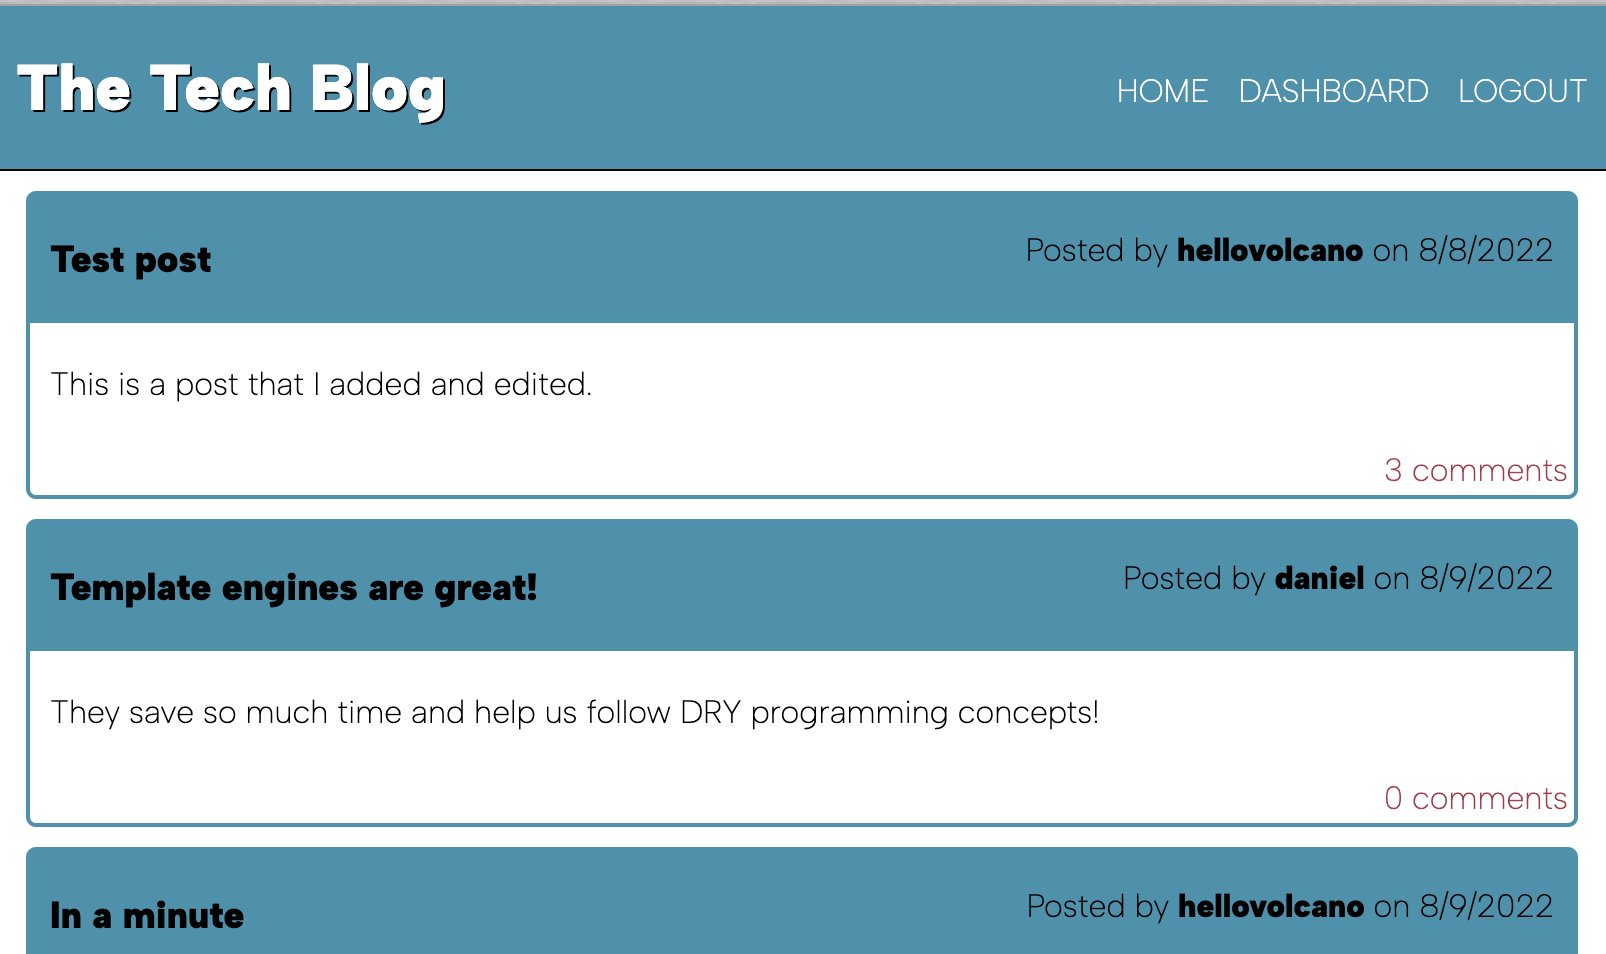 The Tech Blog
HOME DASHBOARD LOGOUT
Test post
Posted by hellovolcano on 8/8/2022
This is a post that I added and edited.
3 comments
Template engines are great!
Posted by daniel on 8/9/2022
They save so much time and help us follow DRY programming concepts!
0 comments
In a minute
Posted by hellovolcano on 8/9/2022